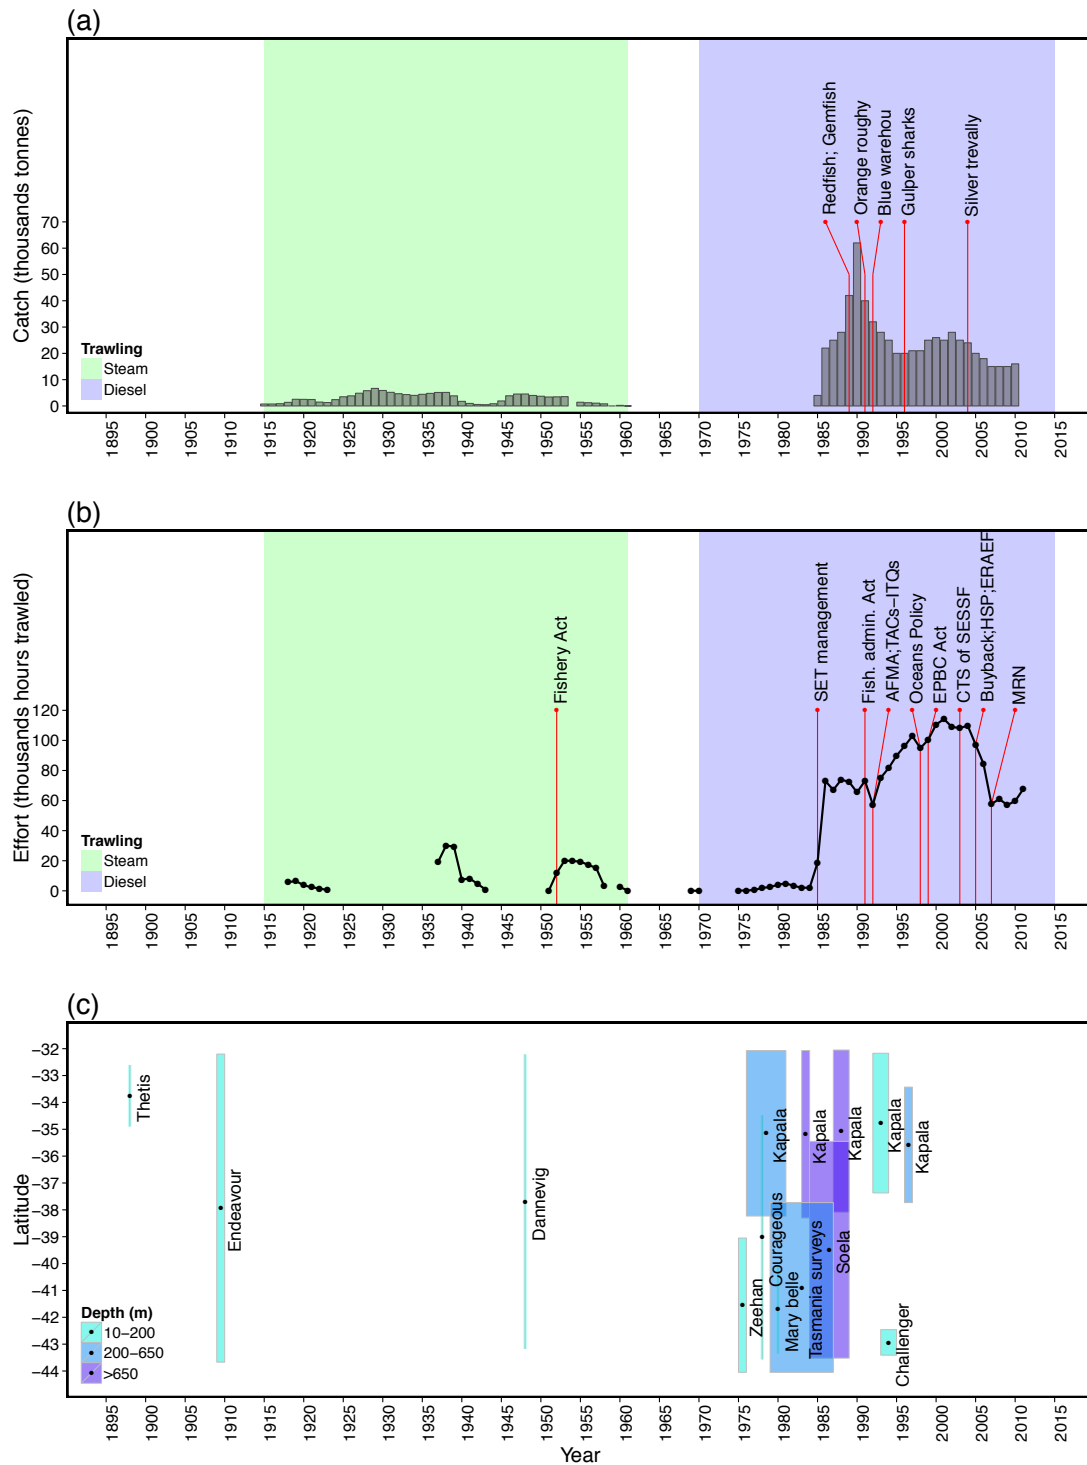 (a)
Catch (thousands tonnes)
70
60
50
40
30
20
10
0
Redfish; Gemfish
Orange roughy
Blue warehou
Gulper sharks
Silver trevally
Trawling
Steam
Diesel
1895
1900
1905
1910
1915
1920
1925
1930
1935
1940
1945
1950
1955
1960
1965
1970
1975
1980
1985
1990
1995
2000
2005
2010
2015
(b)
Effort (thousands hours trawled)
120
100
80
60
40
20
0
Fishery Act
SET management
Fish. admin. Act
AFMA;TACs−ITQs
Oceans Policy
EPBC Act
CTS of SESSF
Buyback;HSP;ERAEF
MRN
Trawling
Steam
Diesel
1895
1900
1905
1910
1915
1920
1925
1930
1935
1940
1945
1950
1955
1960
1965
1970
1975
1980
1985
1990
1995
2000
2005
2010
2015
(c)
Latitude
−32
−33
−34
−35
−36
−37
−38
−39
−40
−41
−42
−43
−44
Thetis
Endeavour
Dannevig
Zeehan
Courageous
Kapala
Mary belle
Tasmania surveys
Kapala
Soela
Kapala
Kapala
Challenger
Kapala
Depth (m)
10−200
200−650
>650
1895
1900
1905
1910
1915
1920
1925
1930
1935
1940
1945
1950
1955
1960
1965
1970
1975
1980
1985
1990
1995
2000
2005
2010
2015
Year